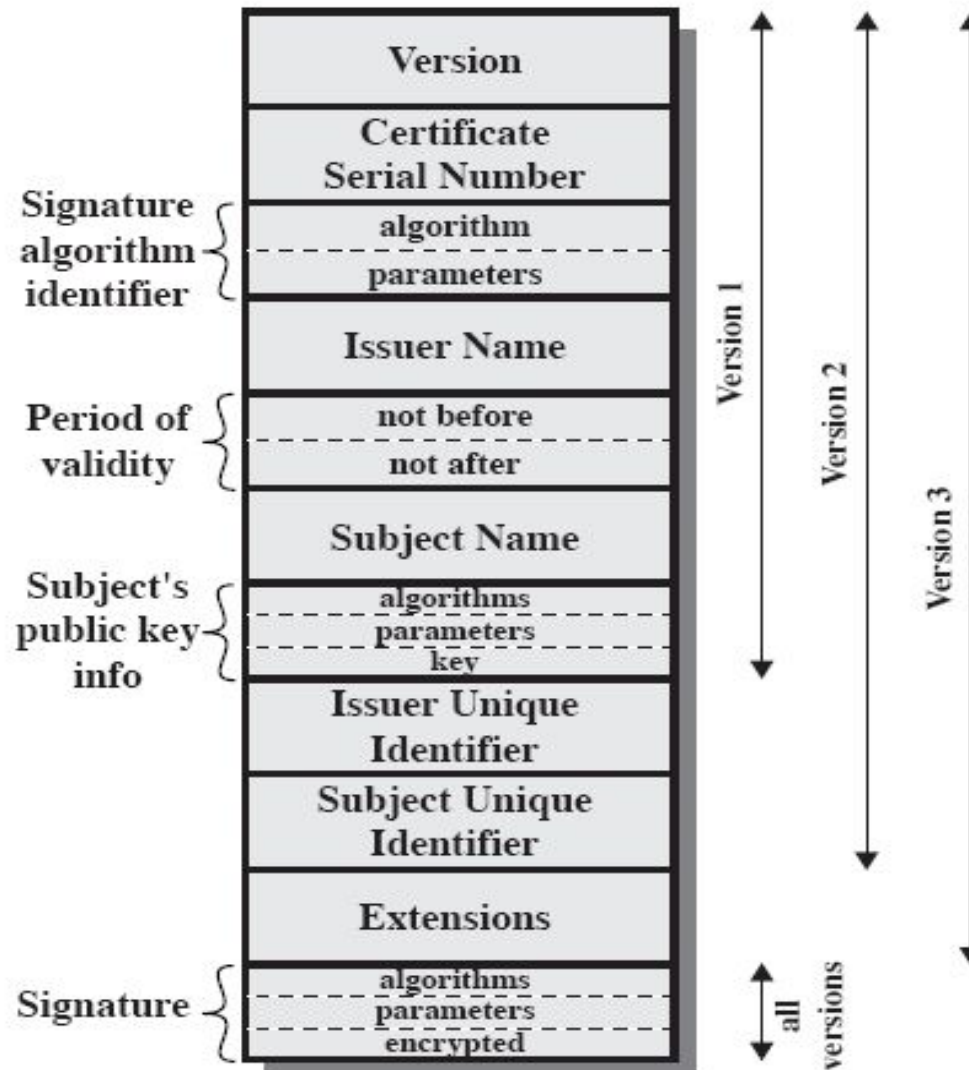 Version
Certificate
Serial Number
Signature
algorithm
identifier
algorithm
parameters
Issuer Name
Period of
validity
not before
not after
Subject Name
Subject's
public key
info
algorithms
parameters
key
Issuer Unique
Identifier
Subject Unique
Identifier
Extensions
Signature
algorithms
parameters
encrypted
Version 1
Version 2
Version 3
all
versions